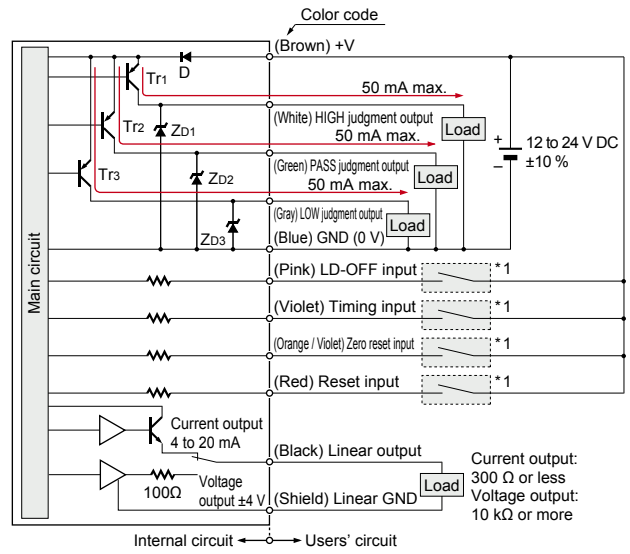 Color code
(Brown) +V
D
Tr1
50 mA max.
(White) HIGH judgment output
Load
Tr2
ZD1
50 mA max.
+
12 to 24 V DC
±10 %
−
(Green) PASS judgment output
Load
Tr3
ZD2
50 mA max.
(Gray) LOW judgment output
Load
ZD3
(Blue) GND (0 V)
Main circuit
(Pink) LD-OFF input
*1
(Violet) Timing input
*1
(Orange / Violet) Zero reset input
*1
(Red) Reset input
*1
Current output
4 to 20 mA
(Black) Linear output
Load
Current output:
300 Ω or less
Voltage output:
10 kΩ or more
100Ω
Voltage
output ±4 V
(Shield) Linear GND
Internal circuit
Users' circuit